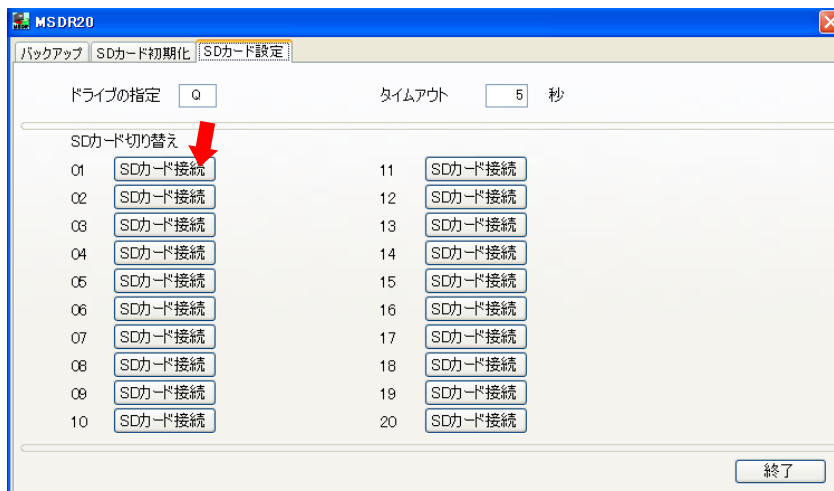 MSDR20
バックアップ SDカード初期化 SDカード設定
ドライブの指定 Q タイムアウト 5 秒
SDカード切り替え
01 SDカード接続 11 SDカード接続
02 SDカード接続 12 SDカード接続
03 SDカード接続 13 SDカード接続
04 SDカード接続 14 SDカード接続
05 SDカード接続 15 SDカード接続
06 SDカード接続 16 SDカード接続
07 SDカード接続 17 SDカード接続
08 SDカード接続 18 SDカード接続
09 SDカード接続 19 SDカード接続
10 SDカード接続 20 SDカード接続
終了